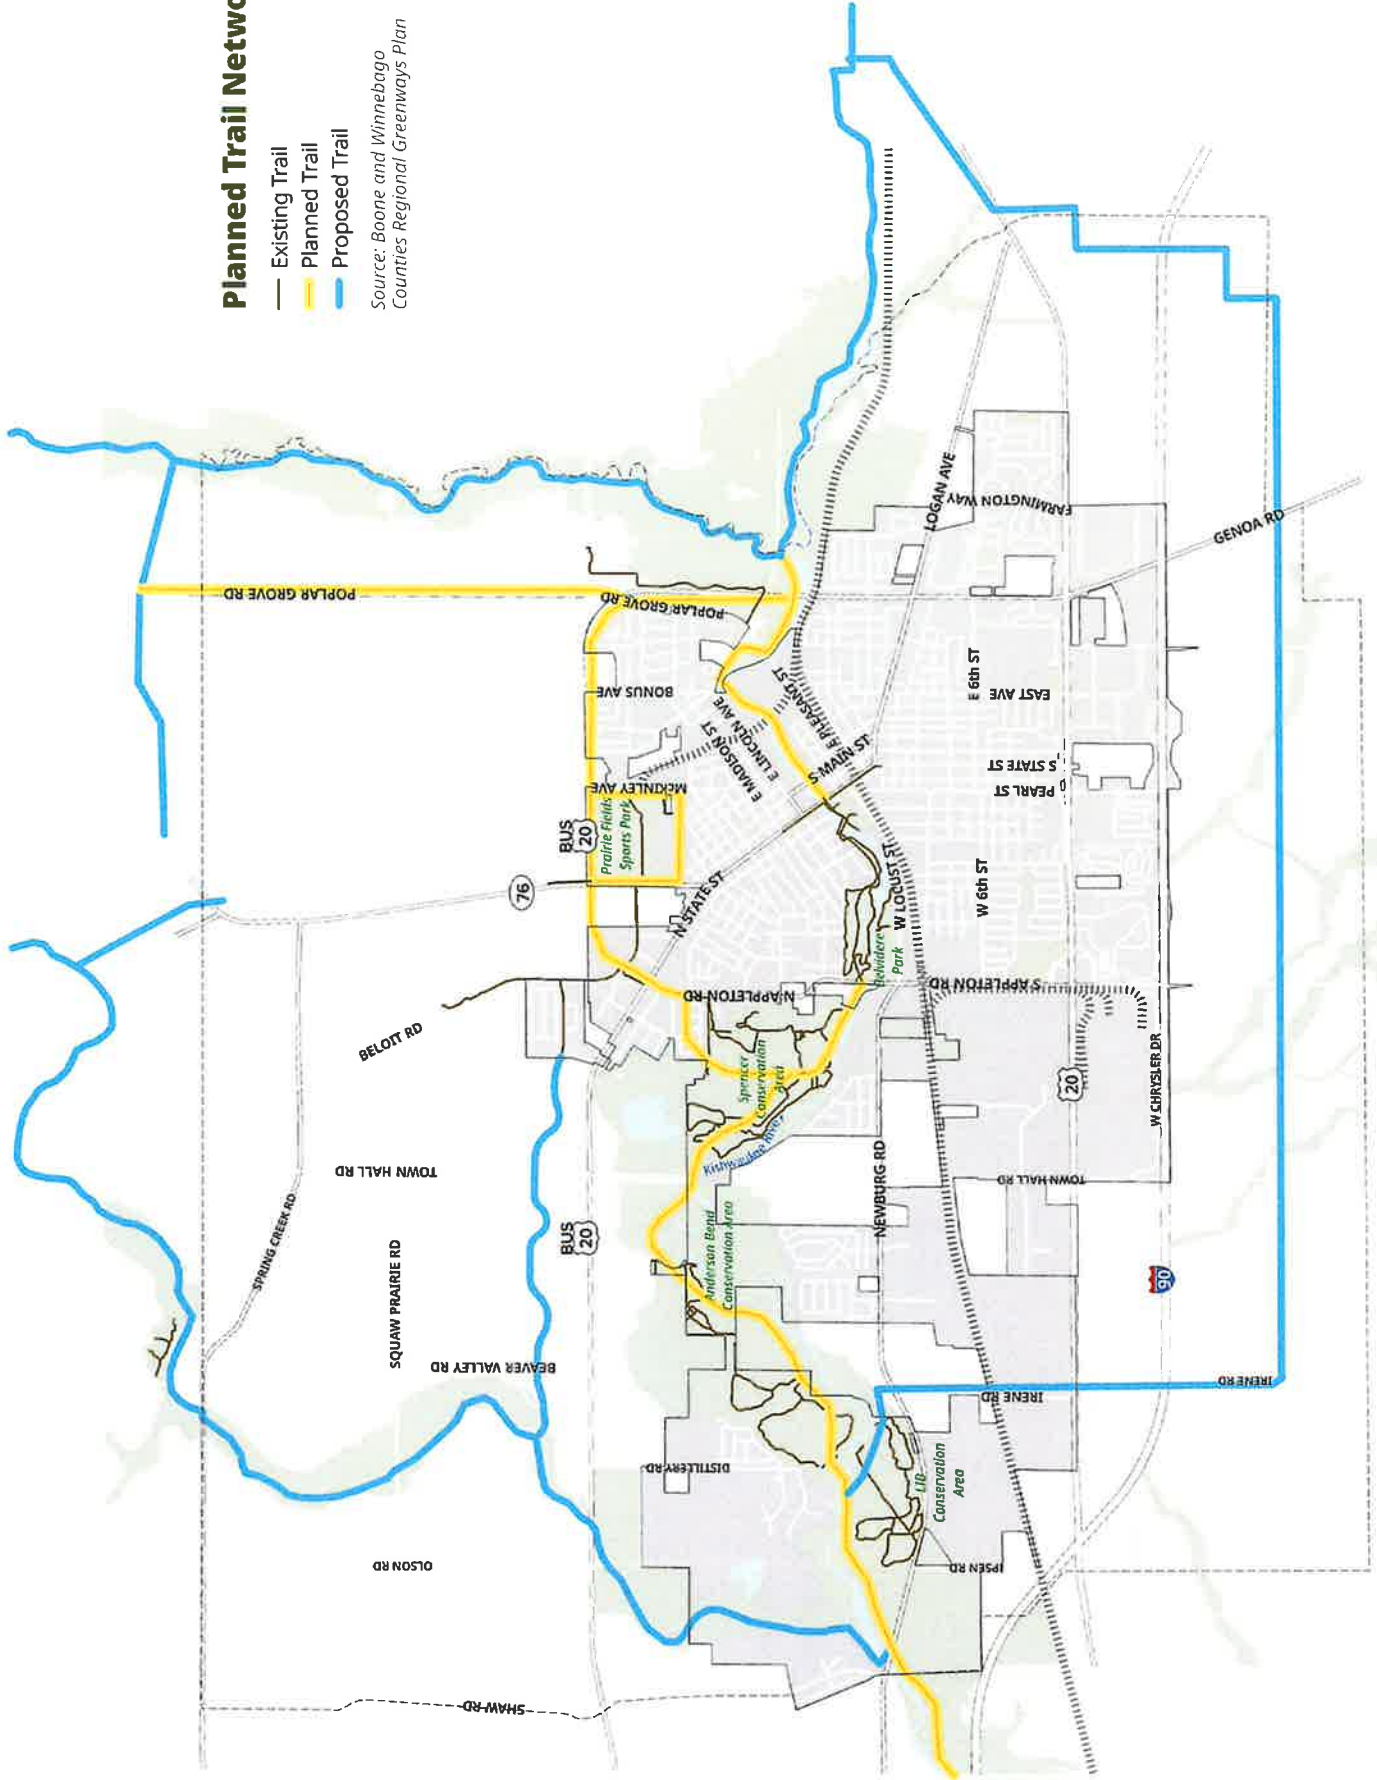 Planned Trail Netwo
Existing Trail
Planned Trail
Proposed Trail
Source: Boone and Winnebago
Counties Regional Greenways Plan
POPLAR GROVE RD
POPLAR GROVE RD
POPLAR GROVE RD
BONUS AVE
McKINLEY AVE
BUS
20
Prairie Fields
Sports Park
76
N STATE ST
E MADISON ST
E LINCOLN AVE
E PLEASANT ST
S MAIN ST
LOGAN AVE
FARMINGTON WAY
GENOA RD
E 6th ST
EAST AVE
S STATE ST
PEARL ST
W 6th ST
W LOCUST ST
Belvidere
Park
N APPLETON RD
S APPLETON RD
BELOIT RD
Spencer
Conservation
Area
Kishwaukee River
20
W CHRYSLER DR
TOWN HALL RD
TOWN HALL RD
NEWBURG RD
SPRING CREEK RD
SQUAW PRAIRIE RD
BUS
20
Anderson Bend
Conservation Area
90
BEAVER VALLEY RD
IRENE RD
IRENE RD
DISTILLERY RD
LIB
Conservation
Area
OLSON RD
IPSEN RD
SHAW RD